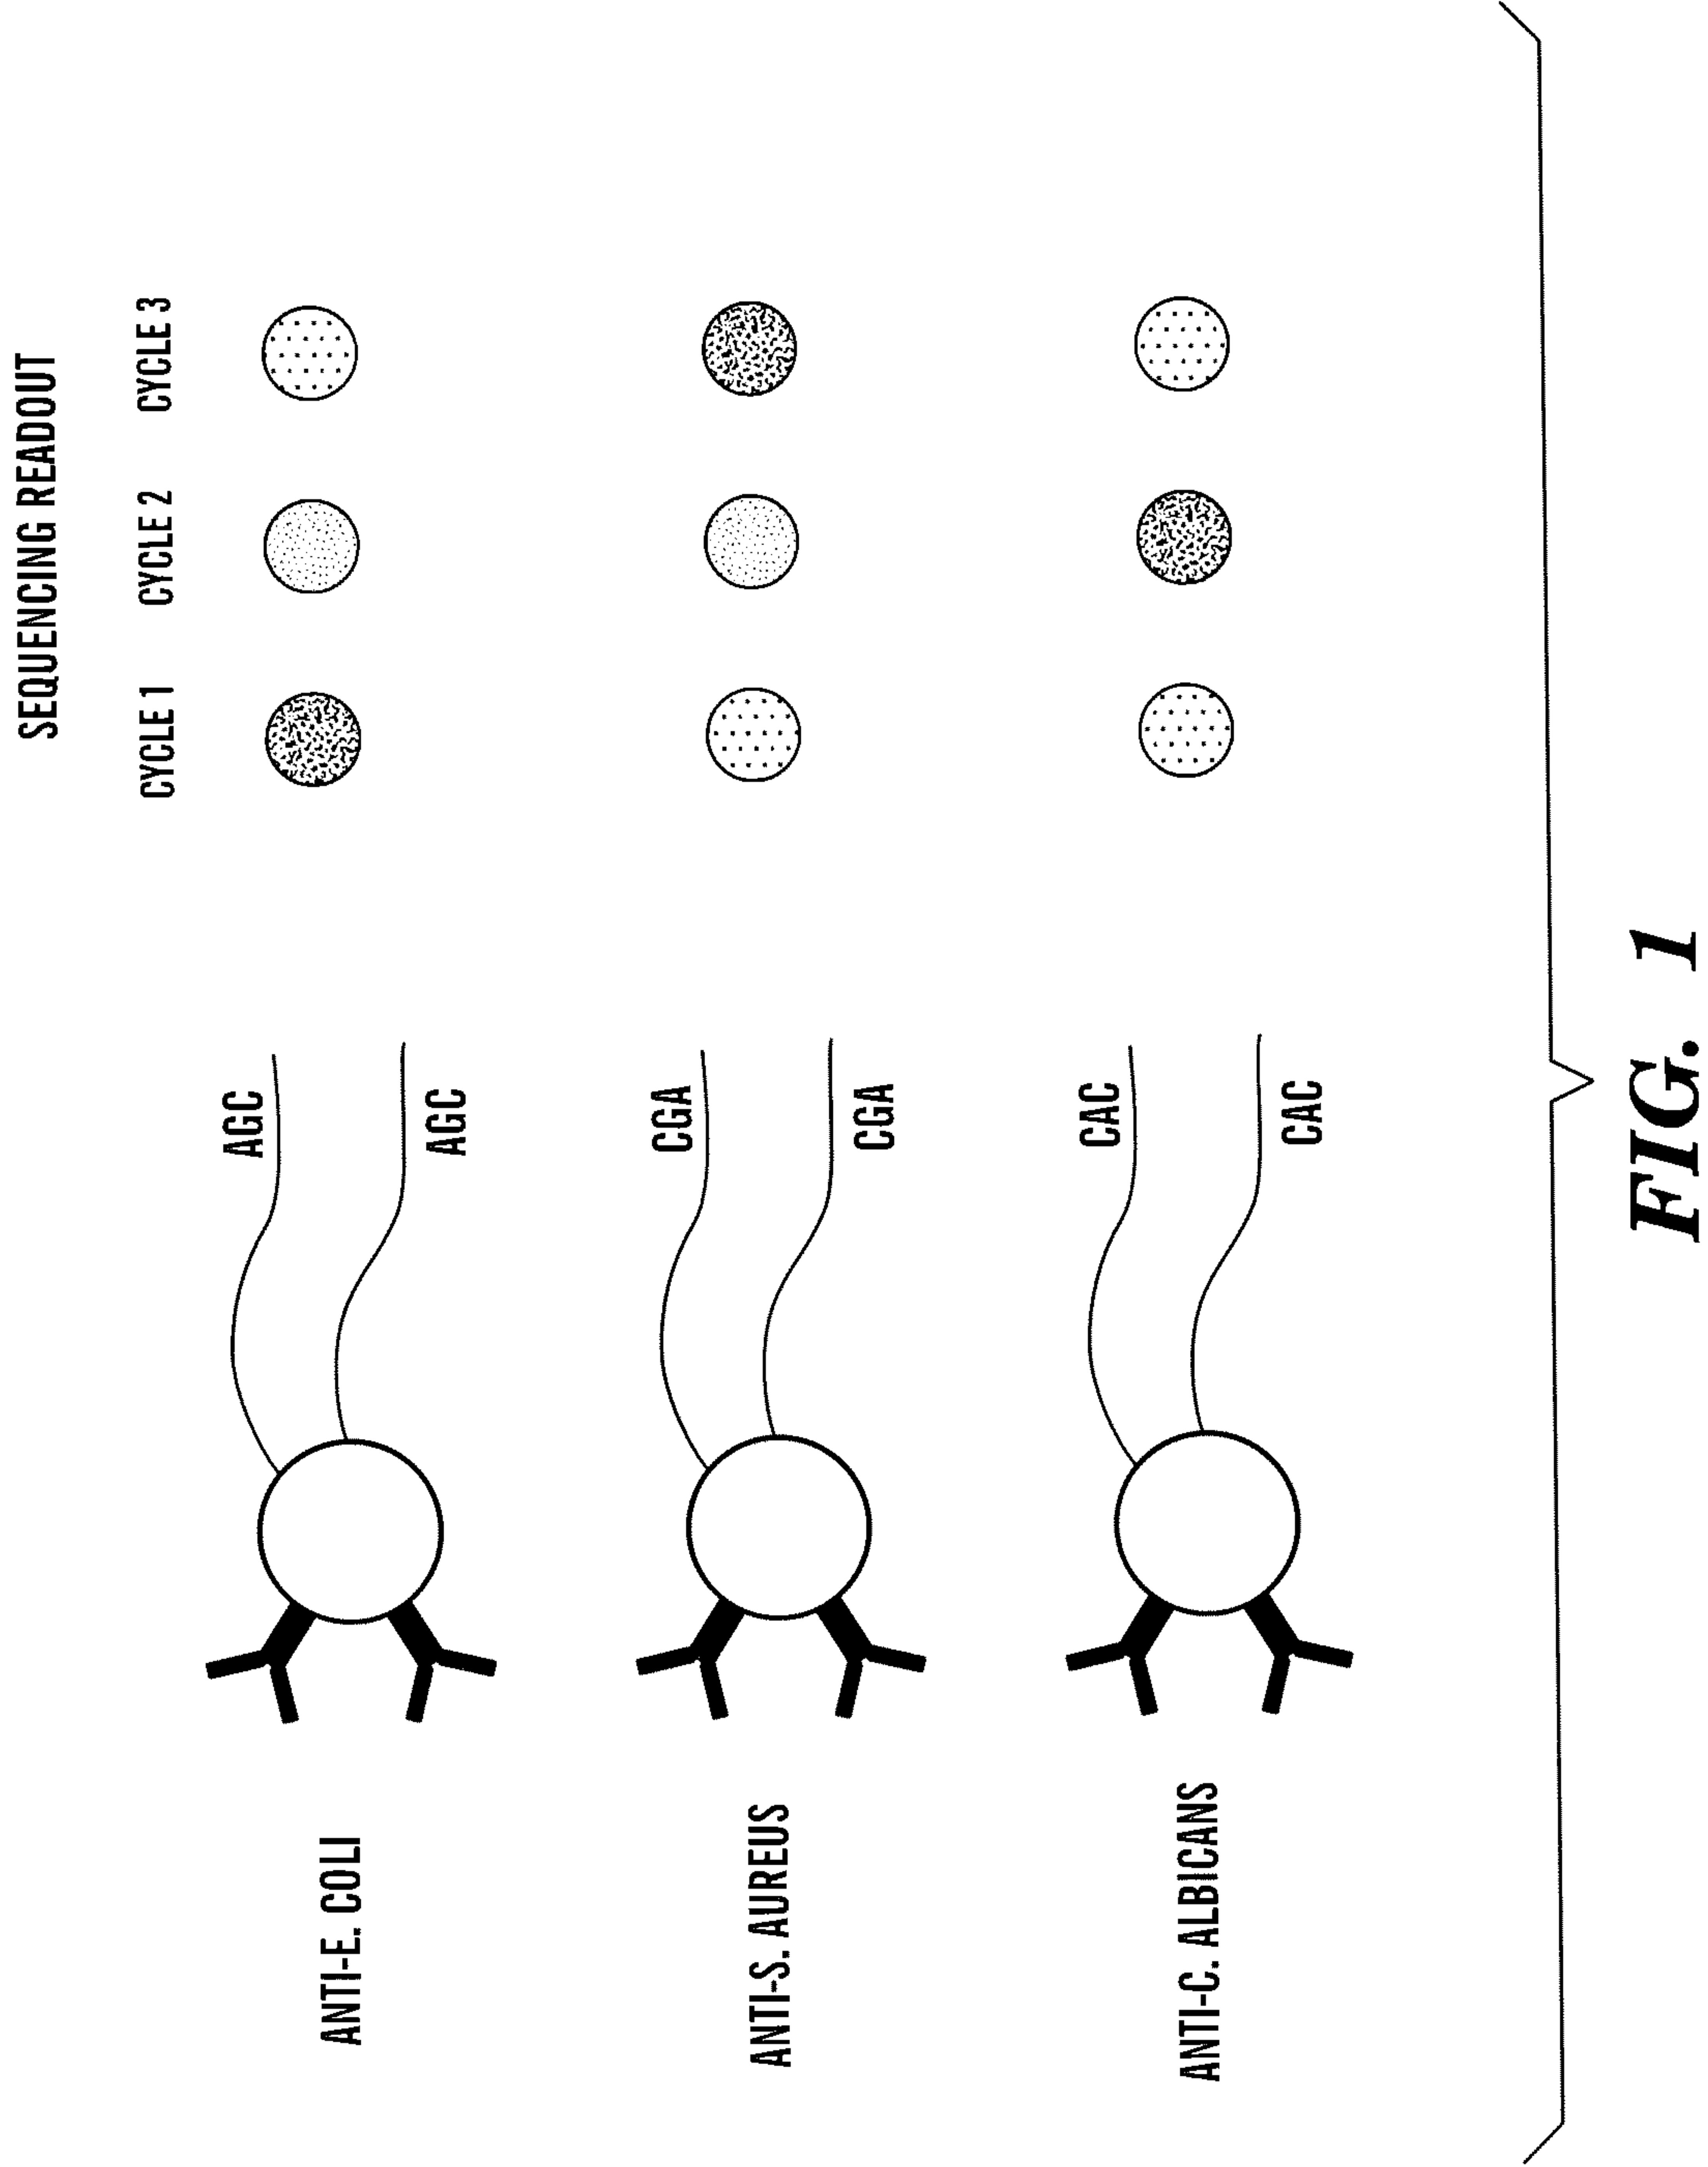 SEQUENCING READOUT
CYCLE 1 CYCLE 2 CYCLE 3
AGC
ANTI-E. COLI
AGC
CGA
ANTI-S. AUREUS
CGA
CAC
ANTI-C. ALBICANS
CAC
FIG. 1